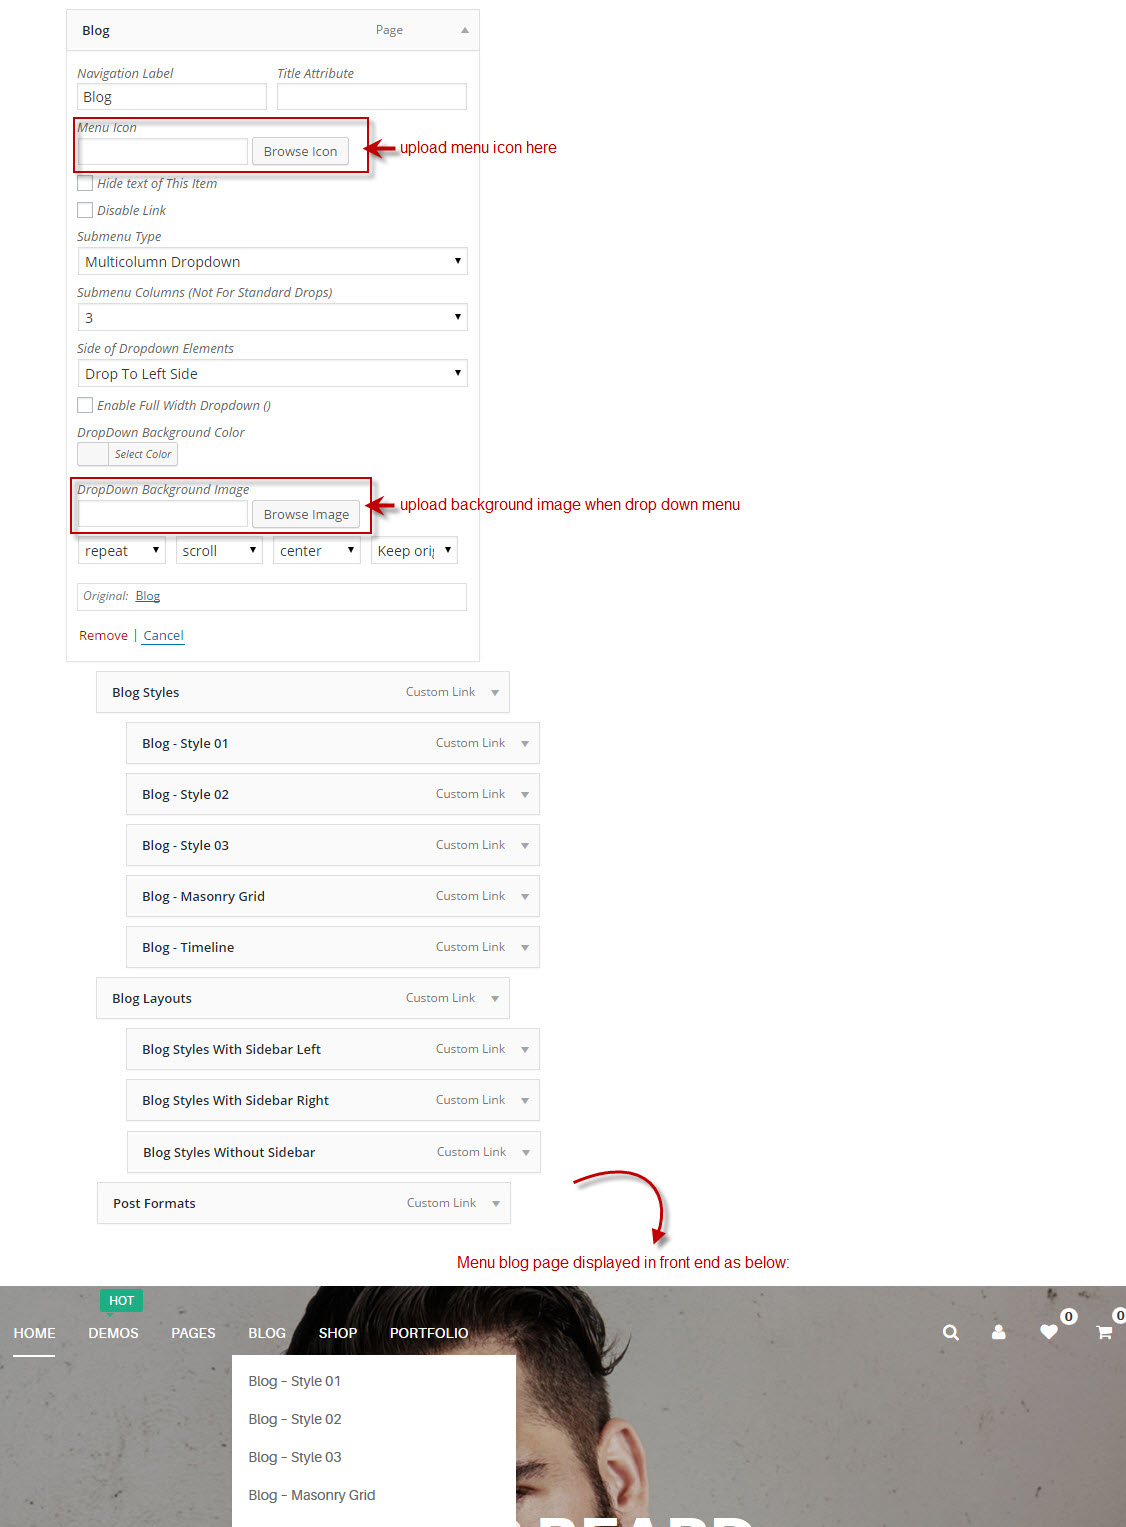 Blog Page
Navigation Label Title Attribute
Blog
Menu Icon
Browse Icon
upload menu icon here
Hide text of This Item
Disable Link
Submenu Type
Multicolumn Dropdown
Submenu Columns (Not For Standard Drops)
3
Side of Dropdown Elements
Drop To Left Side
Enable Full Width Dropdown ()
DropDown Background Color
Select Color
DropDown Background Image
Browse Image
upload background image when drop down menu
repeat scroll center Keep ori
Original: Blog
Remove | Cancel
Blog Styles Custom Link
Blog - Style 01 Custom Link
Blog - Style 02 Custom Link
Blog - Style 03 Custom Link
Blog - Masonry Grid Custom Link
Blog - Timeline Custom Link
Blog Layouts Custom Link
Blog Styles With Sidebar Left Custom Link
Blog Styles With Sidebar Right Custom Link
Blog Styles Without Sidebar Custom Link
Post Formats Custom Link
Menu blog page displayed in front end as below:
HOT
HOME DEMOS PAGES BLOG SHOP PORTFOLIO 0 0
Blog – Style 01
Blog – Style 02
Blog – Style 03
Blog – Masonry Grid
BEARD